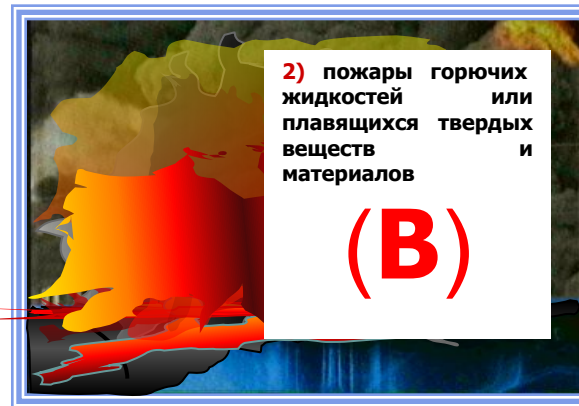 2) пожары горючих
жидкостей или
плавящихся твердых
веществ и
материалов
(В)